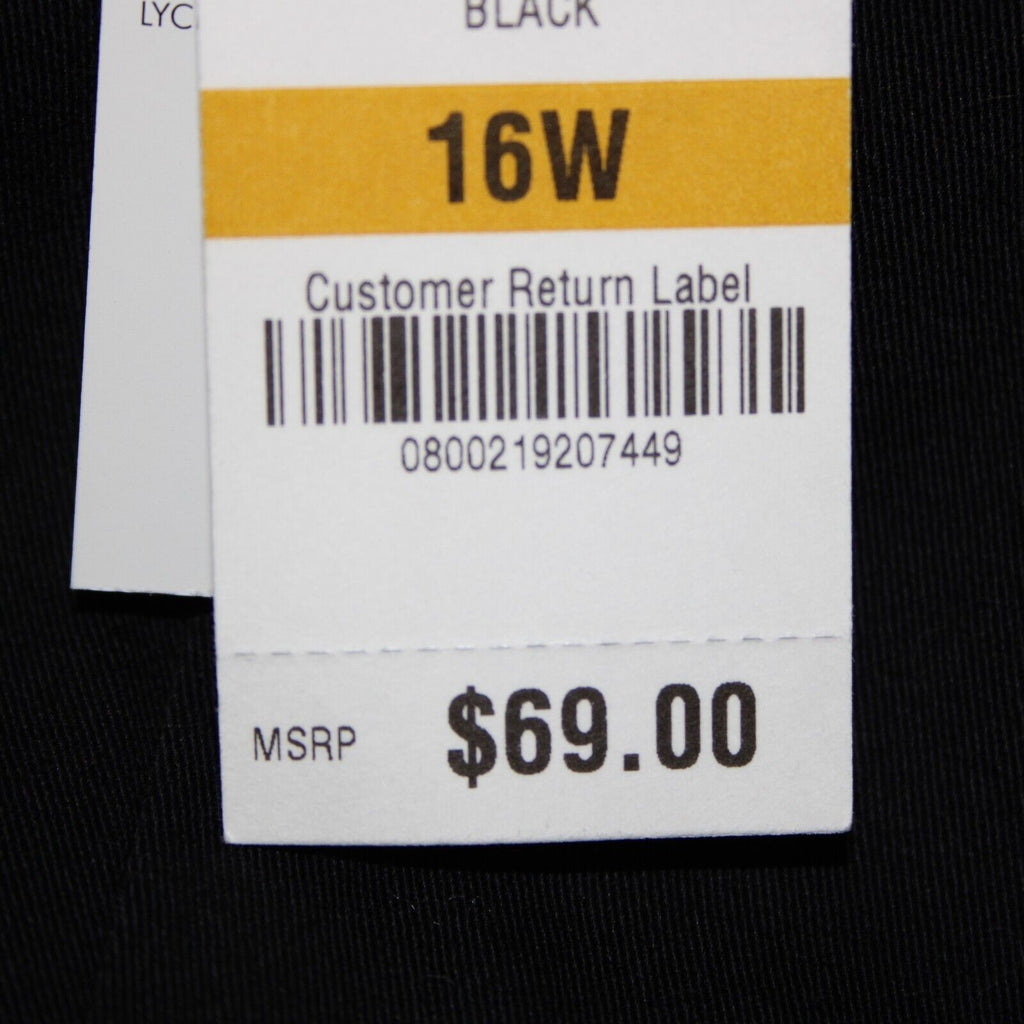 LYC
BLACK
16W
Customer Return Label
0800219207449
MSRP $69.00